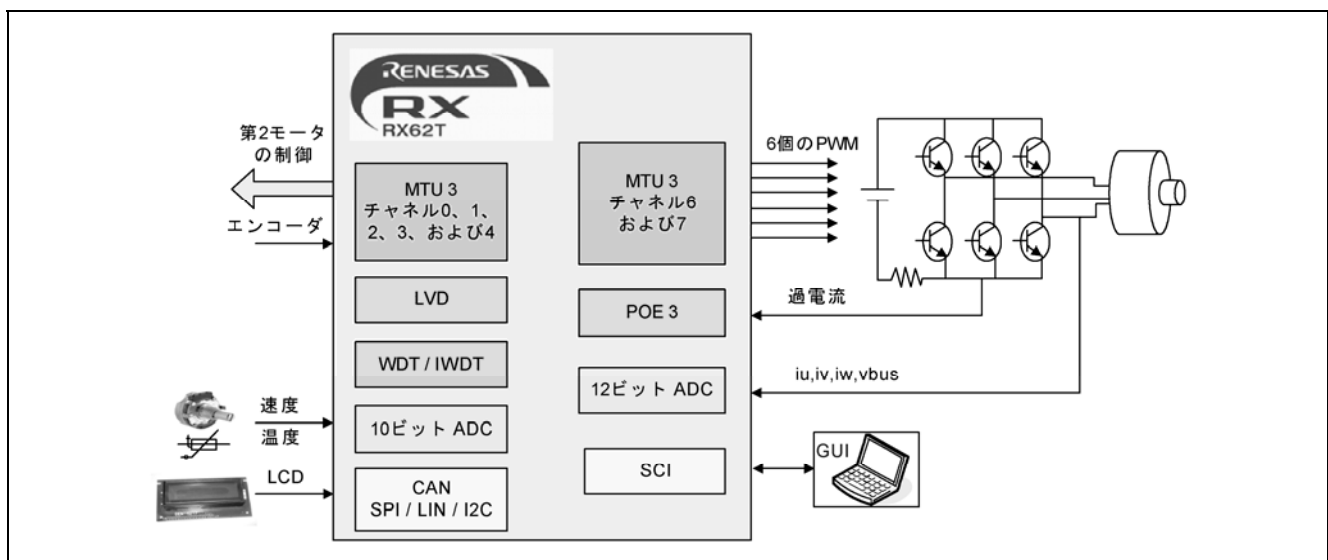 RENESAS
RX
RX62T
第2モータ
の制御
エンコーダ
MTU 3
チャネル0、1、
2、3、および4
LVD
WDT / IWDT
10ビット ADC
CAN
SPI / LIN / I2C
速度
温度
LCD
MTU 3
チャネル6
および7
POE 3
12ビット ADC
SCI
6個のPWM
過電流
iu,iv,iw,vbus
GUI